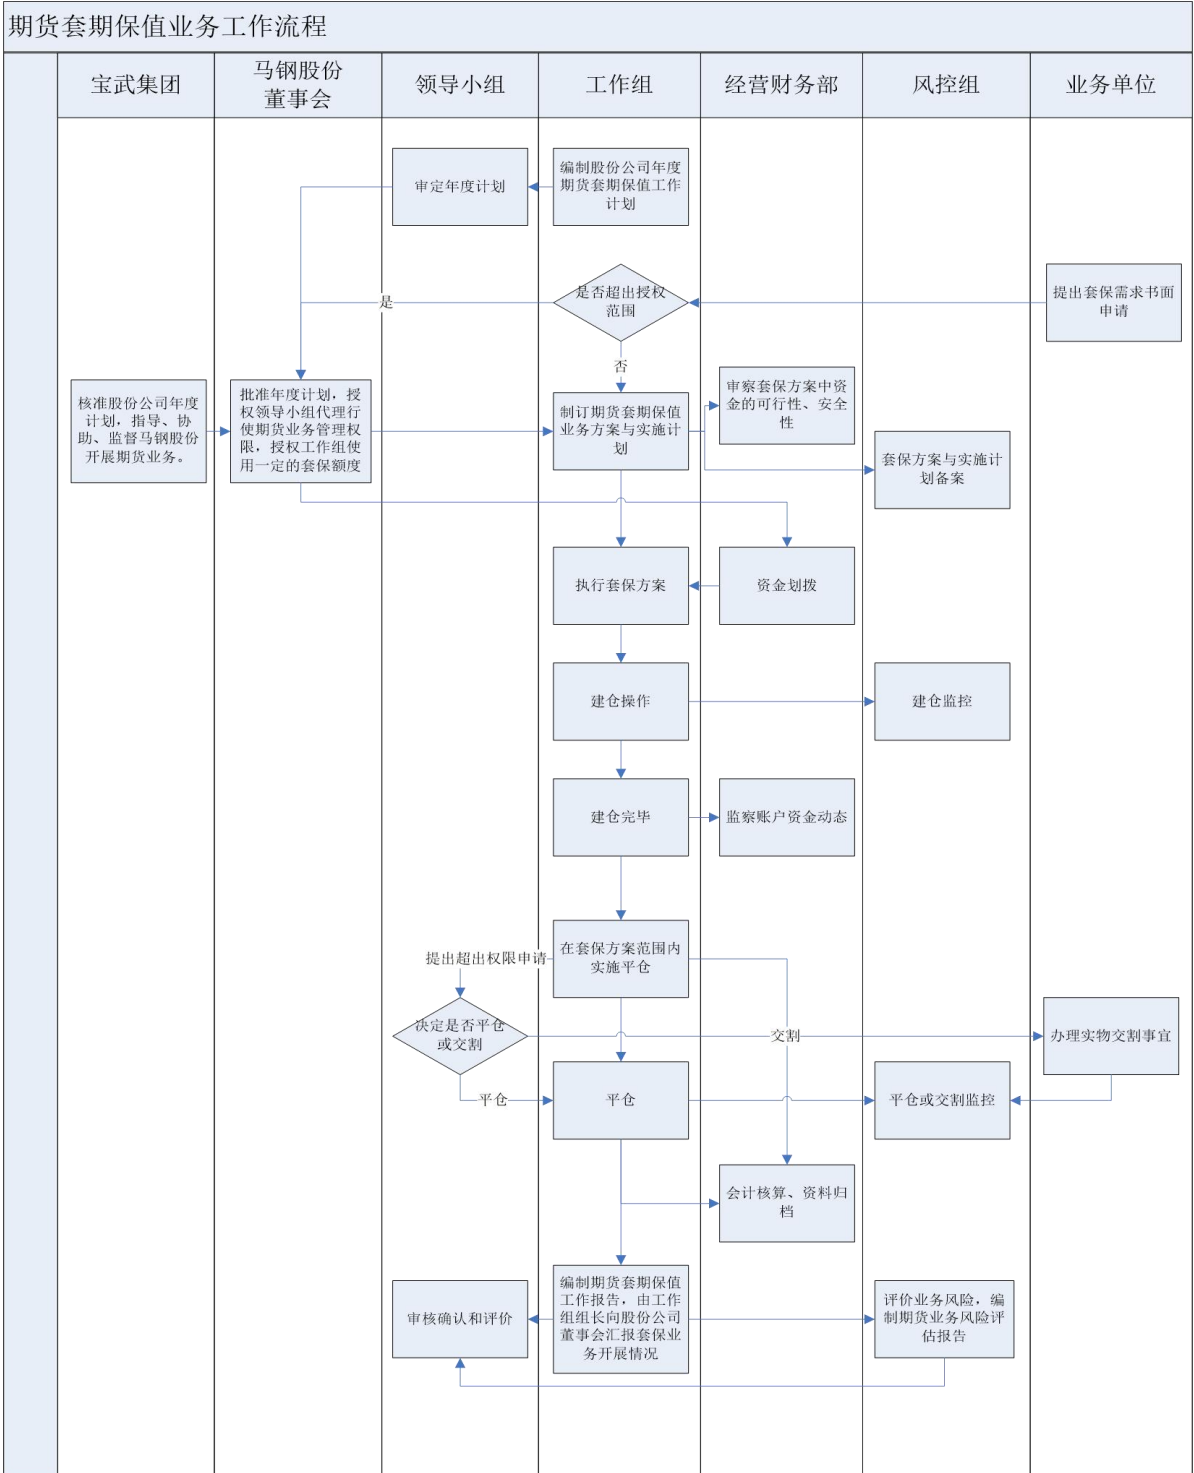 期货套期保值业务工作流程
宝武集团
马钢股份
董事会
领导小组
工作组
经营财务部
风控组
业务单位
审定年度计划
编制股份公司年度
期货套期保值工作
计划
是否超出授权
范围
提出套保需求书面
申请
是
否
核准股份公司年度
计划，指导、协
助、监督马钢股份
开展期货业务。
批准年度计划，授
权领导小组代理行
使期货业务管理权
限，授权工作组使
用一定的套保额度
制订期货套期保值
业务方案与实施计
划
审察套保方案中资
金的可行性、安全
性
套保方案与实施计
划备案
执行套保方案
资金划拨
建仓操作
建仓监控
建仓完毕
监察账户资金动态
提出超出权限申请
在套保方案范围内
实施平仓
决定是否平仓
或交割
交割
办理实物交割事宜
平仓
平仓
平仓或交割监控
会计核算、资料归
档
审核确认和评价
编制期货套期保值
工作报告，由工作
组组长向股份公司
董事会汇报套保业
务开展情况
评价业务风险，编
制期货业务风险评
估报告